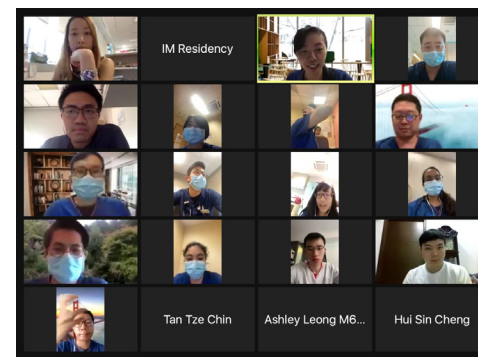 IM Residency
Tan Tze Chin
Ashley Leong M6...
Hui Sin Cheng